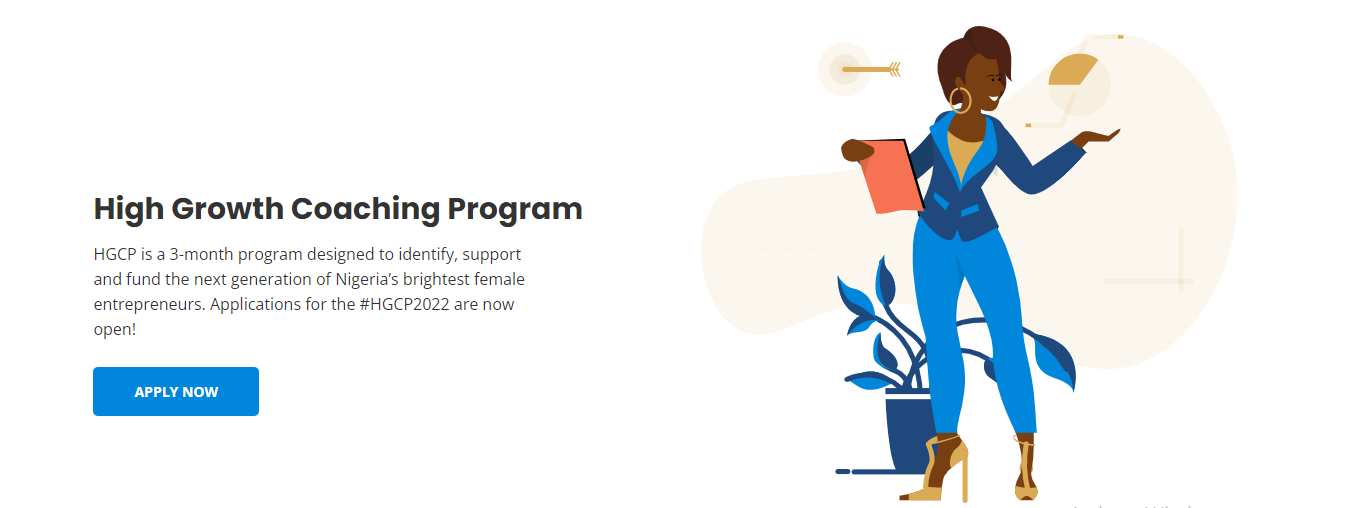 High Growth Coaching Program
HGCP is a 3-month program designed to identify, support
and fund the next generation of Nigeria’s brightest female
entrepreneurs. Applications for the #HGCP2022 are now
open!
APPLY NOW